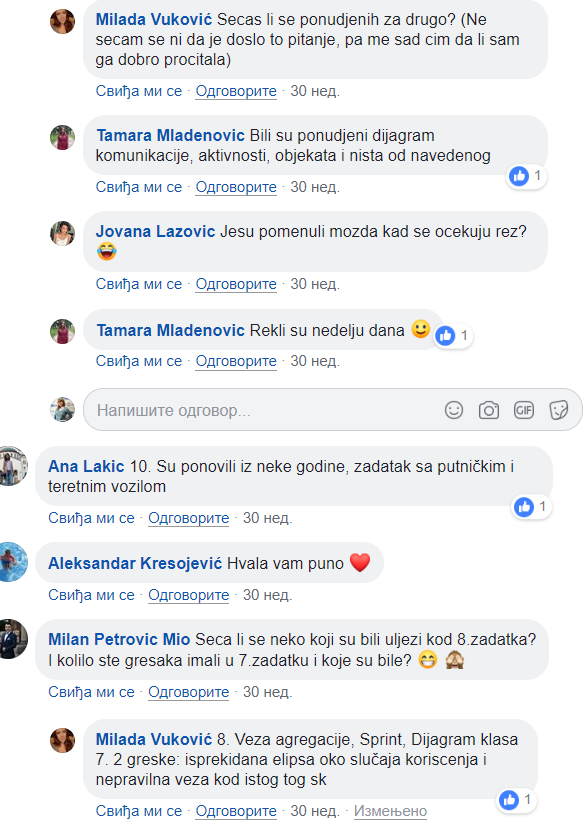 Milada Vuković Secas li se ponudjenih za drugo? (Ne
secam se ni da je doslo to pitanje, pa me sad cim da li sam
ga dobro procitala)
Свиђа ми се · Одговорите · 30 нед.
Tamara Mladenovic Bili su ponudjeni dijagram
komunikacije, aktivnosti, objekata i nista od navedenog
1
Свиђа ми се · Одговорите · 30 нед.
Jovana Lazovic Jesu pomenuli mozda kad se ocekuju rez?
😂
Свиђа ми се · Одговорите · 30 нед.
Tamara Mladenovic Rekli su nedelju dana 🙂
1
Свиђа ми се · Одговорите · 30 нед.
Напишите одговор...
GIF
Ana Lakic 10. Su ponovili iz neke godine, zadatak sa putničkim i
teretnim vozilom
1
Свиђа ми се · Одговорите · 30 нед.
Aleksandar Kresojević Hvala vam puno ❤️
Свиђа ми се · Одговорите · 30 нед.
Milan Petrovic Mio Seca li se neko koji su bili uljezi kod 8.zadatka?
I kolilo ste gresaka imali u 7.zadatku i koje su bile? 😁 🙈
Свиђа ми се · Одговорите · 30 нед.
Milada Vuković 8. Veza agregacije, Sprint, Dijagram klasa
7. 2 greske: isprekidana elipsa oko slučaja koriscenja i
nepravilna veza kod istog tog sk
1
Свиђа ми се · Одговорите · 30 нед. · Измењено